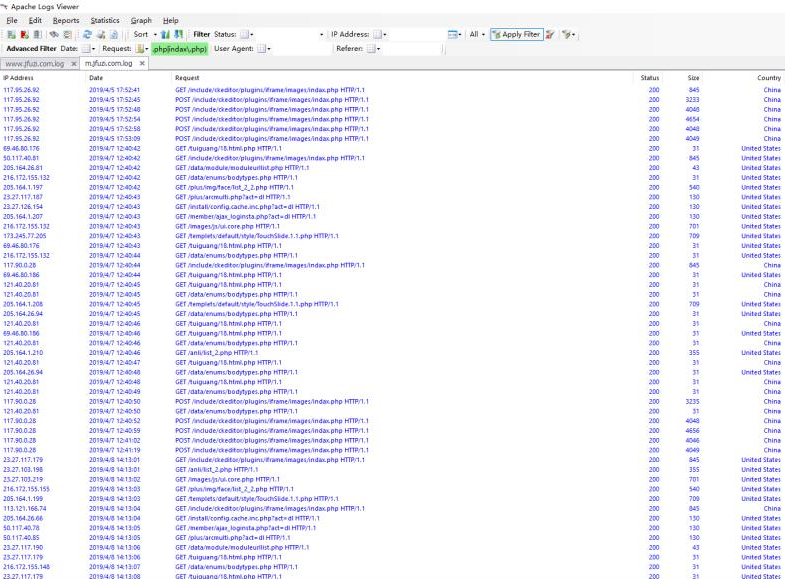 Apache Logs Viewer
File Edit Reports Statistics Graph Help
Sort Filter Status: IP Address: All Apply Filter
Advanced Filter Date: Request: .php(index\.php) User Agent: Referer:
www.jfuzi.com.log × m.jfuzi.com.log ×
IP Address Date Request Status Size Country
117.95.26.92 2019/4/5 17:52:41 GET /include/ckeditor/plugins/iframe/images/indax.php HTTP/1.1 200 845 China
117.95.26.92 2019/4/5 17:52:45 POST /include/ckeditor/plugins/iframe/images/indax.php HTTP/1.1 200 3233 China
117.95.26.92 2019/4/5 17:52:48 POST /include/ckeditor/plugins/iframe/images/indax.php HTTP/1.1 200 4048 China
117.95.26.92 2019/4/5 17:52:54 POST /include/ckeditor/plugins/iframe/images/indax.php HTTP/1.1 200 4654 China
117.95.26.92 2019/4/5 17:52:58 POST /include/ckeditor/plugins/iframe/images/indax.php HTTP/1.1 200 4048 China
117.95.26.92 2019/4/5 17:53:09 POST /include/ckeditor/plugins/iframe/images/indax.php HTTP/1.1 200 4049 China
69.46.80.176 2019/4/7 12:40:42 GET /tuiguang/18.html.php HTTP/1.1 200 31 United States
50.117.40.81 2019/4/7 12:40:42 GET /include/ckeditor/plugins/iframe/images/indax.php HTTP/1.1 200 845 United States
205.164.26.81 2019/4/7 12:40:42 GET /data/module/moduleurllist.php HTTP/1.1 200 43 United States
216.172.155.132 2019/4/7 12:40:42 GET /data/enums/bodytypes.php HTTP/1.1 200 31 United States
205.164.1.197 2019/4/7 12:40:42 GET /plus/img/face/list_2_2.php HTTP/1.1 200 540 United States
23.27.117.187 2019/4/7 12:40:43 GET /plus/arcmulti.php?act=dl HTTP/1.1 200 130 United States
23.27.126.154 2019/4/7 12:40:43 GET /install/config.cache.inc.php?act=dl HTTP/1.1 200 130 United States
205.164.1.207 2019/4/7 12:40:43 GET /member/ajax_loginsta.php?act=dl HTTP/1.1 200 130 United States
216.172.155.132 2019/4/7 12:40:43 GET /images/js/ui.core.php HTTP/1.1 200 701 United States
173.245.77.205 2019/4/7 12:40:43 GET /templets/default/style/TouchSlide.1.1.php HTTP/1.1 200 709 United States
69.46.80.176 2019/4/7 12:40:43 GET /tuiguang/18.html.php HTTP/1.1 200 31 United States
216.172.155.132 2019/4/7 12:40:44 GET /data/enums/bodytypes.php HTTP/1.1 200 31 United States
117.90.0.28 2019/4/7 12:40:44 GET /include/ckeditor/plugins/iframe/images/indax.php HTTP/1.1 200 845 China
69.46.80.186 2019/4/7 12:40:44 GET /tuiguang/18.html.php HTTP/1.1 200 31 United States
121.40.20.81 2019/4/7 12:40:45 GET /tuiguang/18.html.php HTTP/1.1 200 31 China
121.40.20.81 2019/4/7 12:40:45 GET /data/enums/bodytypes.php HTTP/1.1 200 31 China
205.164.1.208 2019/4/7 12:40:45 GET /templets/default/style/TouchSlide.1.1.php HTTP/1.1 200 709 United States
205.164.26.94 2019/4/7 12:40:45 GET /data/enums/bodytypes.php HTTP/1.1 200 31 United States
121.40.20.81 2019/4/7 12:40:46 GET /tuiguang/18.html.php HTTP/1.1 200 31 China
69.46.80.186 2019/4/7 12:40:46 GET /tuiguang/18.html.php HTTP/1.1 200 31 United States
121.40.20.81 2019/4/7 12:40:46 GET /data/enums/bodytypes.php HTTP/1.1 200 31 China
205.164.1.210 2019/4/7 12:40:46 GET /anli/list_2.php HTTP/1.1 200 355 United States
121.40.20.81 2019/4/7 12:40:47 GET /tuiguang/18.html.php HTTP/1.1 200 31 China
205.164.26.94 2019/4/7 12:40:48 GET /data/enums/bodytypes.php HTTP/1.1 200 31 United States
121.40.20.81 2019/4/7 12:40:48 GET /tuiguang/18.html.php HTTP/1.1 200 31 China
121.40.20.81 2019/4/7 12:40:49 GET /data/enums/bodytypes.php HTTP/1.1 200 31 China
117.90.0.28 2019/4/7 12:40:50 POST /include/ckeditor/plugins/iframe/images/indax.php HTTP/1.1 200 3235 China
121.40.20.81 2019/4/7 12:40:50 GET /data/enums/bodytypes.php HTTP/1.1 200 31 China
117.90.0.28 2019/4/7 12:40:52 POST /include/ckeditor/plugins/iframe/images/indax.php HTTP/1.1 200 4048 China
117.90.0.28 2019/4/7 12:40:59 POST /include/ckeditor/plugins/iframe/images/indax.php HTTP/1.1 200 4656 China
117.90.0.28 2019/4/7 12:41:02 POST /include/ckeditor/plugins/iframe/images/indax.php HTTP/1.1 200 4046 China
117.90.0.28 2019/4/7 12:41:19 POST /include/ckeditor/plugins/iframe/images/indax.php HTTP/1.1 200 4049 China
23.27.117.179 2019/4/8 14:13:01 GET /include/ckeditor/plugins/iframe/images/indax.php HTTP/1.1 200 845 United States
23.27.103.198 2019/4/8 14:13:01 GET /anli/list_2.php HTTP/1.1 200 355 United States
23.27.103.219 2019/4/8 14:13:02 GET /images/js/ui.core.php HTTP/1.1 200 701 United States
216.172.155.155 2019/4/8 14:13:03 GET /plus/img/face/list_2_2.php HTTP/1.1 200 540 United States
205.164.1.199 2019/4/8 14:13:03 GET /templets/default/style/TouchSlide.1.1.php HTTP/1.1 200 709 United States
113.121.166.74 2019/4/8 14:13:04 GET /include/ckeditor/plugins/iframe/images/indax.php HTTP/1.1 200 845 China
205.164.26.66 2019/4/8 14:13:04 GET /install/config.cache.inc.php?act=dl HTTP/1.1 200 130 United States
50.117.40.78 2019/4/8 14:13:05 GET /member/ajax_loginsta.php?act=dl HTTP/1.1 200 130 United States
50.117.40.85 2019/4/8 14:13:05 GET /plus/arcmulti.php?act=dl HTTP/1.1 200 130 United States
23.27.117.190 2019/4/8 14:13:06 GET /data/module/moduleurllist.php HTTP/1.1 200 43 United States
23.27.117.179 2019/4/8 14:13:06 GET /tuiguang/18.html.php HTTP/1.1 200 31 United States
216.172.155.148 2019/4/8 14:13:07 GET /data/enums/bodytypes.php HTTP/1.1 200 31 United States
23.27.117.179 2019/4/8 14:13:08 GET /tuiguang/18.html.php HTTP/1.1 200 31 United States